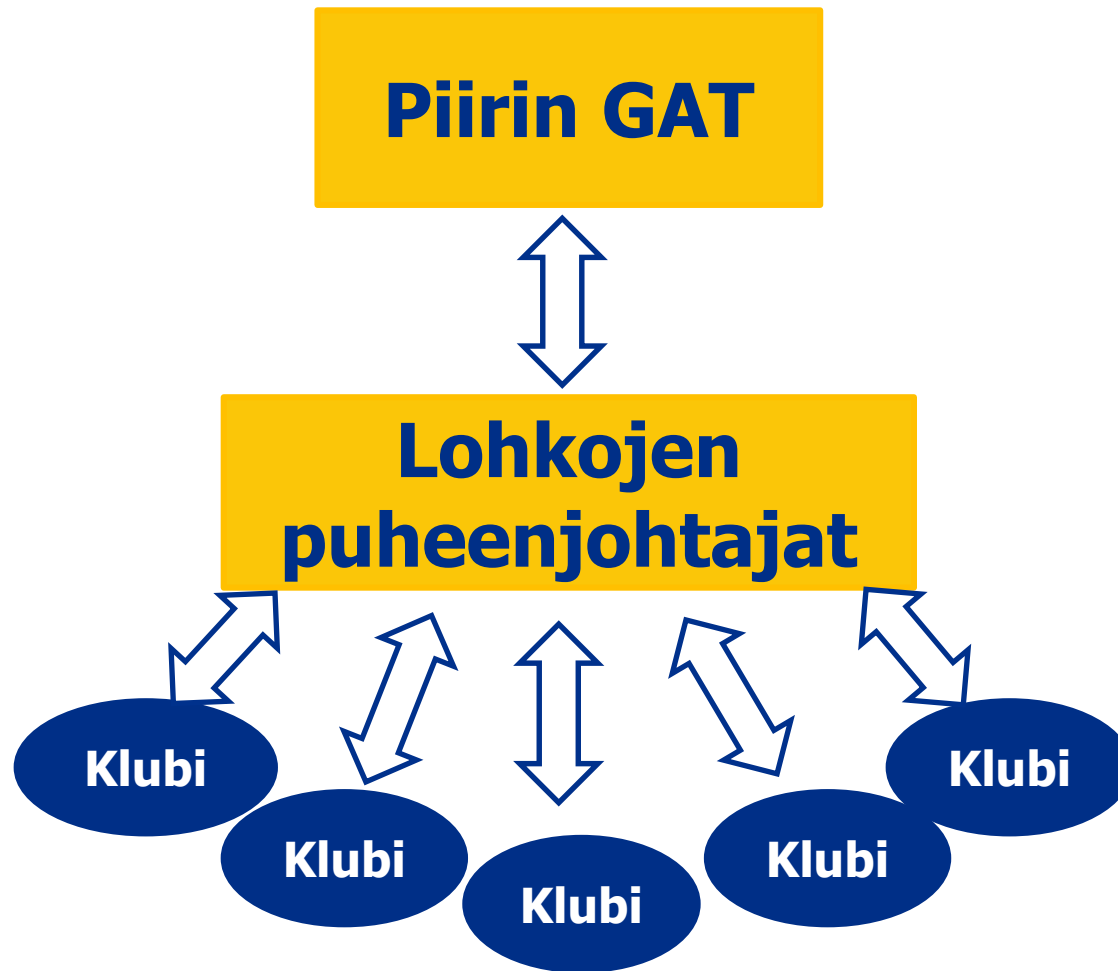 Piirin GAT
Lohkojen
puheenjohtajat
Klubi
Klubi
Klubi
Klubi
Klubi